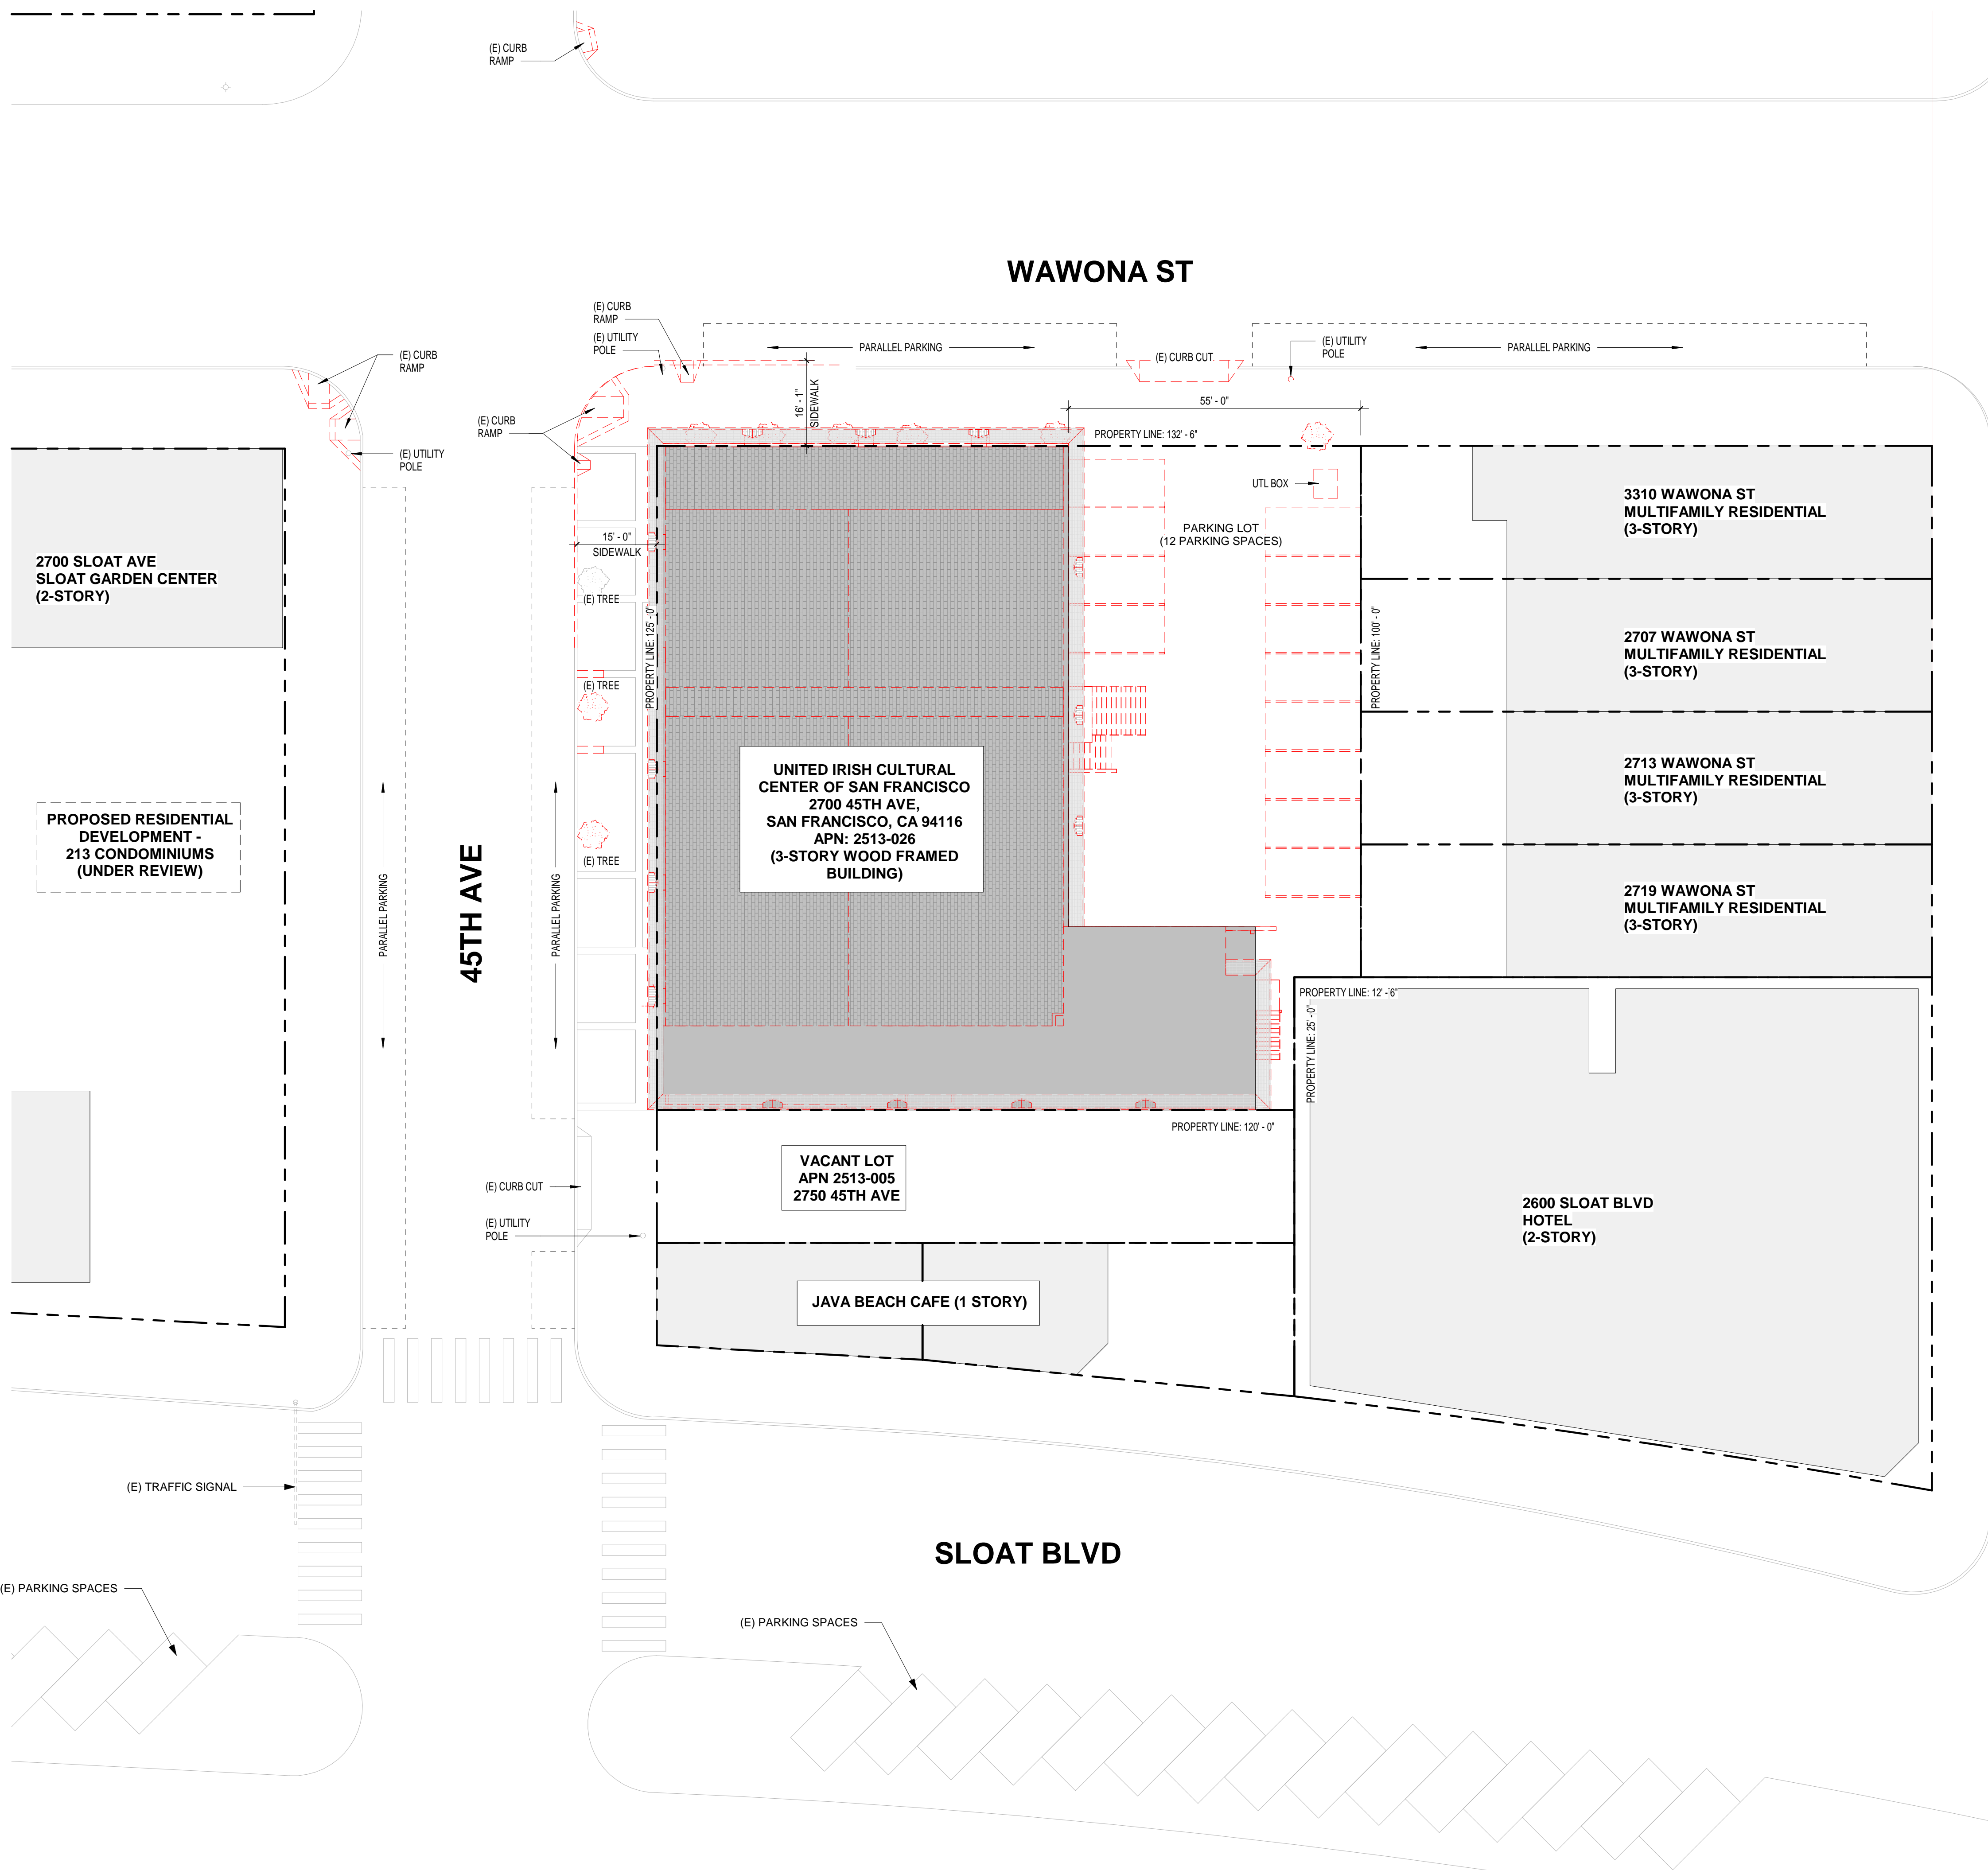 (E) CURB
RAMP
WAWONA ST
(E) CURB
RAMP
(E) UTILITY
POLE
PARALLEL PARKING
(E) CURB CUT
(E) UTILITY
POLE
PARALLEL PARKING
(E) CURB
RAMP
(E) CURB
RAMP
(E) UTILITY
POLE
16' - 1"
SIDEWALK
55' - 0"
PROPERTY LINE: 132' - 6"
UTL BOX
PARKING LOT
(12 PARKING SPACES)
3310 WAWONA ST
MULTIFAMILY RESIDENTIAL
(3-STORY)
2700 SLOAT AVE
SLOAT GARDEN CENTER
(2-STORY)
15' - 0"
SIDEWALK
(E) TREE
PROPERTY LINE: 125' - 0"
PROPERTY LINE: 100' - 0"
2707 WAWONA ST
MULTIFAMILY RESIDENTIAL
(3-STORY)
(E) TREE
UNITED IRISH CULTURAL
CENTER OF SAN FRANCISCO
2700 45TH AVE,
SAN FRANCISCO, CA 94116
APN: 2513-026
(3-STORY WOOD FRAMED
BUILDING)
2713 WAWONA ST
MULTIFAMILY RESIDENTIAL
(3-STORY)
PROPOSED RESIDENTIAL
DEVELOPMENT -
213 CONDOMINIUMS
(UNDER REVIEW)
PARALLEL PARKING
45TH AVE
PARALLEL PARKING
(E) TREE
2719 WAWONA ST
MULTIFAMILY RESIDENTIAL
(3-STORY)
PROPERTY LINE: 12' - 6"
PROPERTY LINE: 25' - 0"
PROPERTY LINE: 120' - 0"
VACANT LOT
APN 2513-005
2750 45TH AVE
(E) CURB CUT
(E) UTILITY
POLE
2600 SLOAT BLVD
HOTEL
(2-STORY)
JAVA BEACH CAFE (1 STORY)
(E) TRAFFIC SIGNAL
SLOAT BLVD
(E) PARKING SPACES
(E) PARKING SPACES